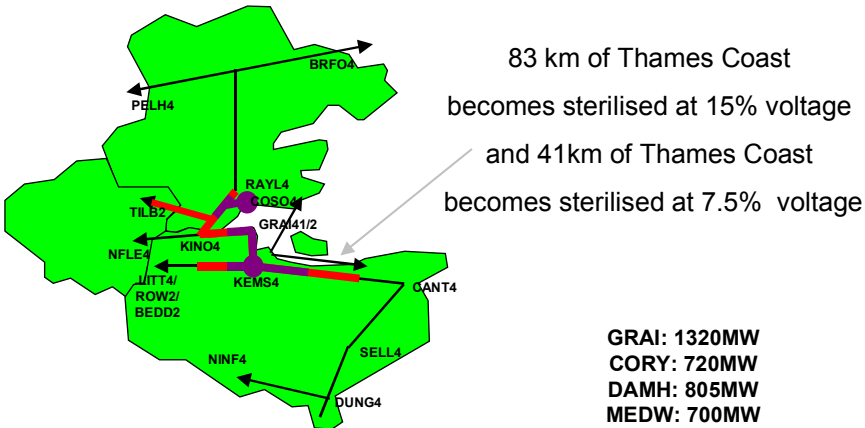 BRFO4
PELH4
83 km of Thames Coast
becomes sterilised at 15% voltage
and 41km of Thames Coast
becomes sterilised at 7.5% voltage
RAYL4
COSO4
TILB2
GRAI41/2
KINO4
NFLE4
LITT4/
ROW2/
BEDD2
KEMS4
CANT4
SELL4
NINF4
DUNG4
GRAI: 1320MW
CORY: 720MW
DAMH: 805MW
MEDW: 700MW